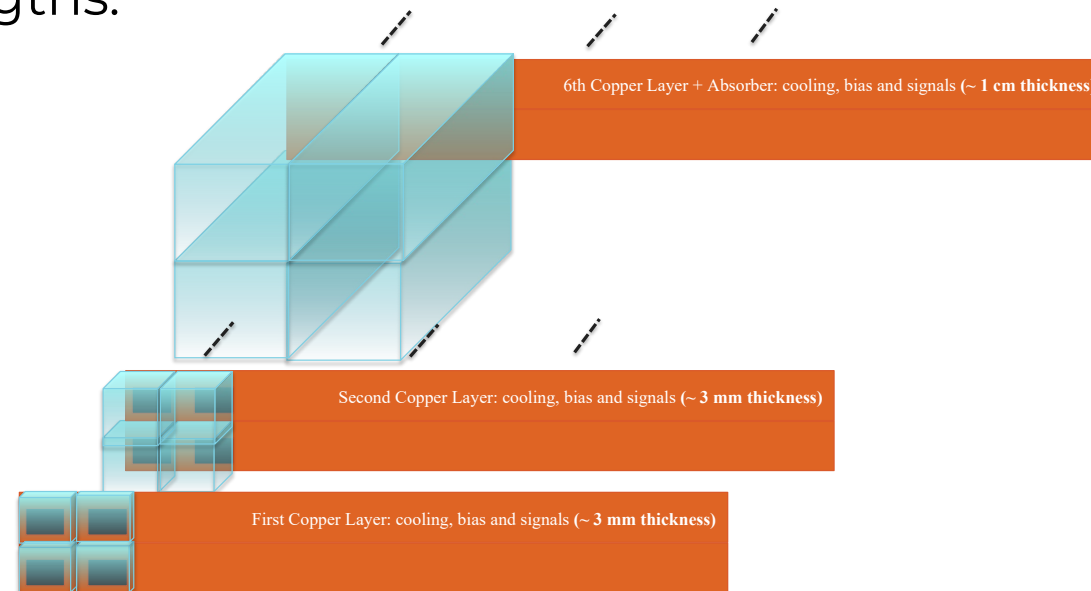 gths.
6th Copper Layer + Absorber: cooling, bias and signals (~ 1 cm thickness
Second Copper Layer: cooling, bias and signals (~ 3 mm thickness)
First Copper Layer: cooling, bias and signals (~ 3 mm thickness)